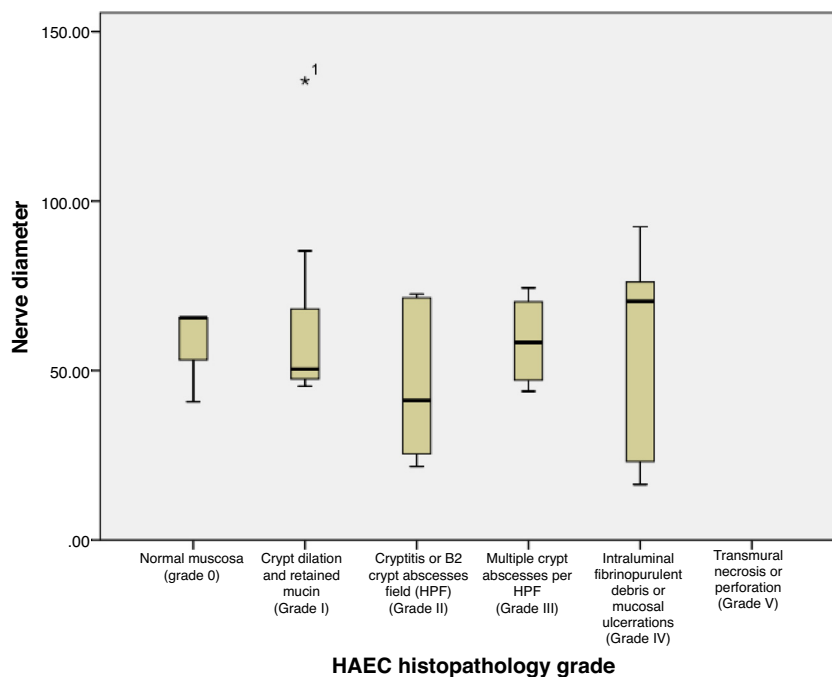 150.00
100.00
50.00
.00
Nerve diameter
*1
Normal muscosa
(grade 0)
Crypt dilation
and retained
mucin
(Grade I)
Cryptitis or B2
crypt abscesses
field (HPF)
(Grade II)
Multiple crypt
abscesses per
HPF
(Grade III)
Intraluminal
fibrinopurulent
debris or
mucosal
ulcerrations
(Grade IV)
Transmural
necrosis or
perforation
(Grade V)
HAEC histopathology grade